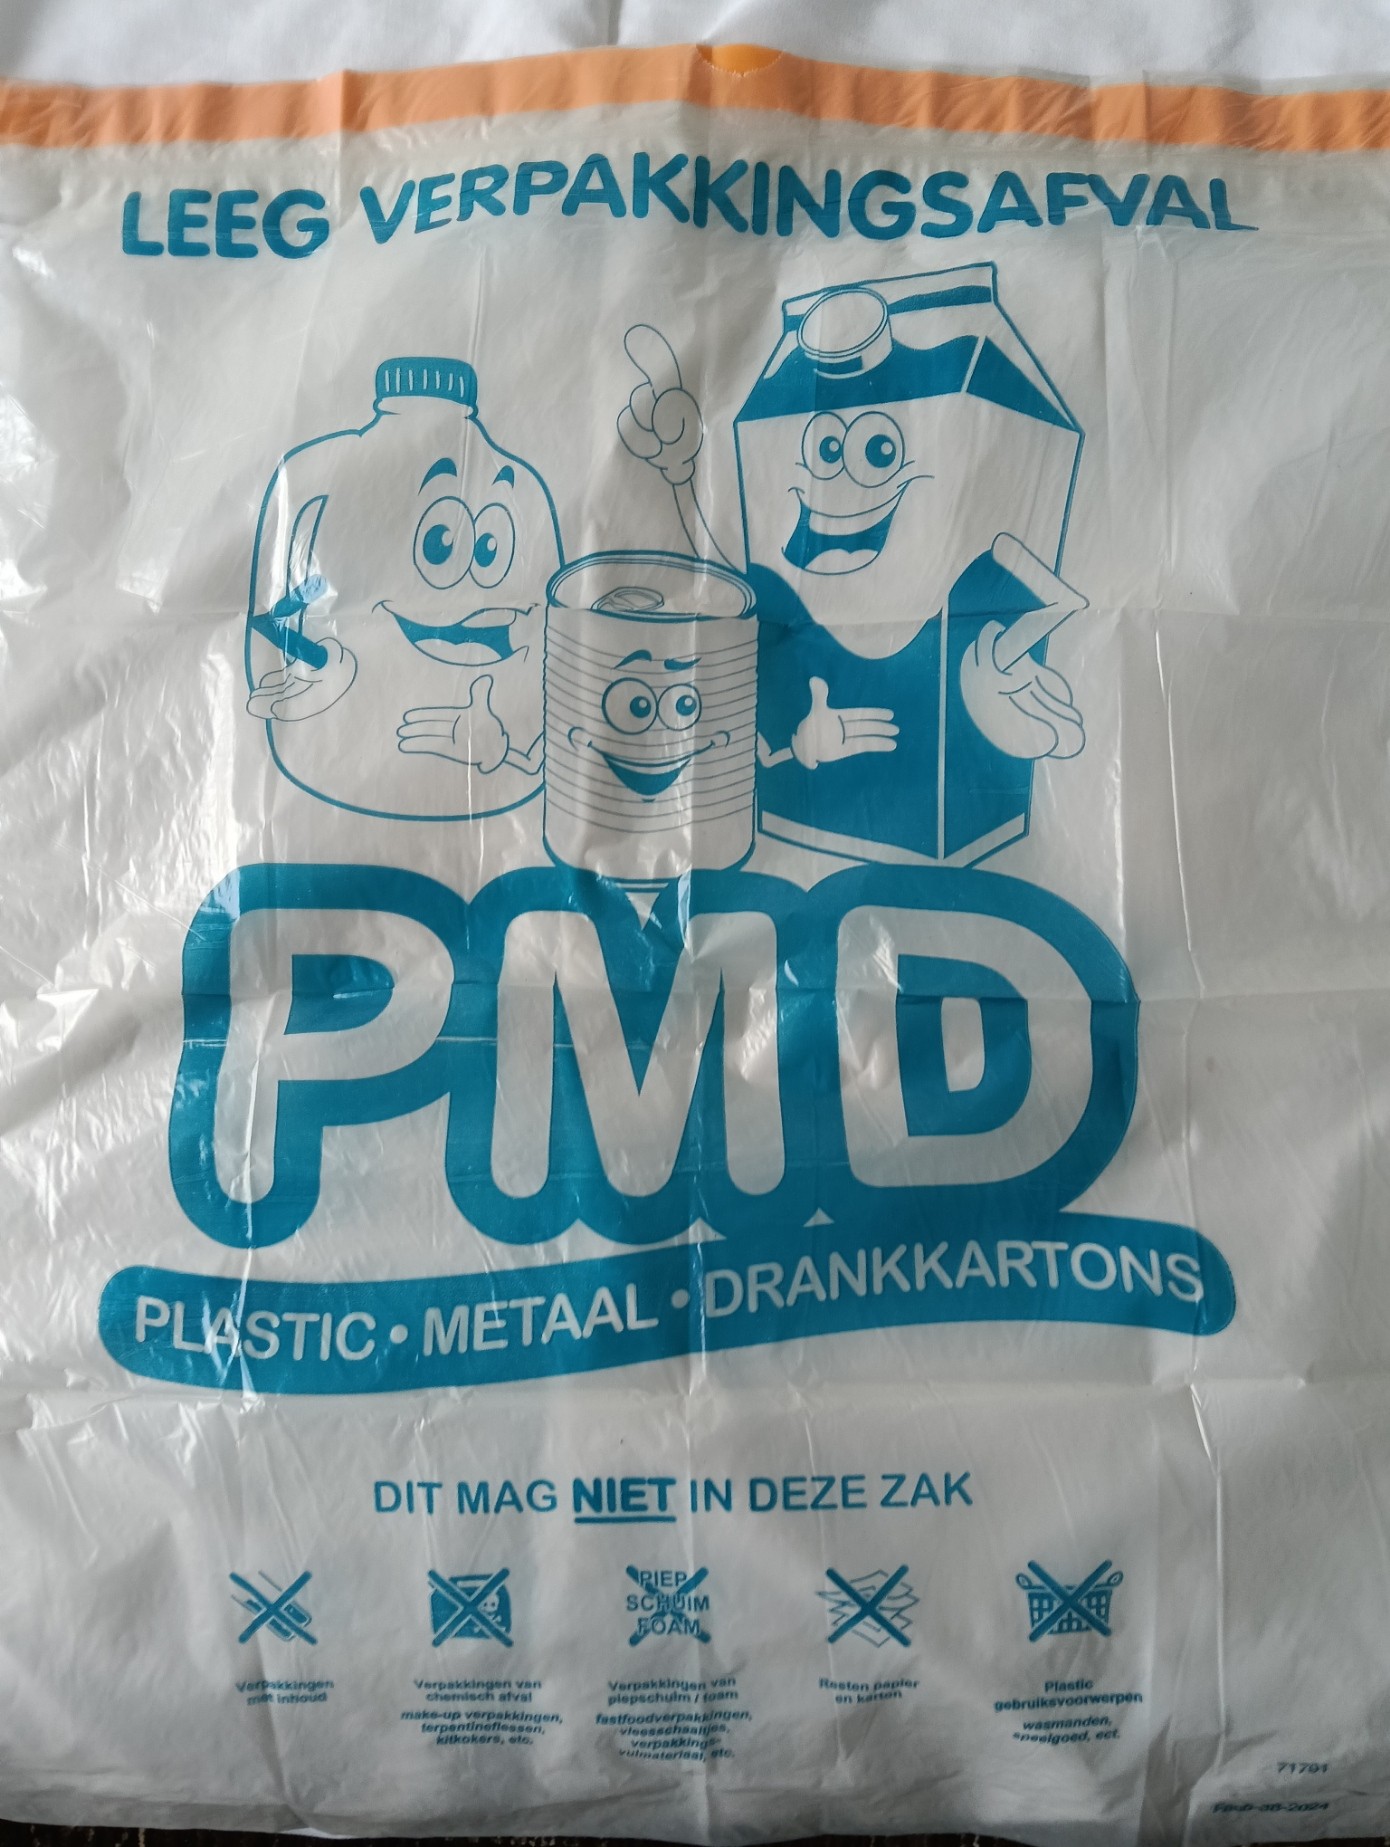 LEEG VERPAKKINGSAFVAL
PMD
PLASTIC • METAAL • DRANKKARTONS
DIT MAG NIET IN DEZE ZAK
PIEP
SCHUIM
FOAM
Verpakkingen
met inhoud
Verpakkingen van
chemisch afval
make-up verpakkingen,
terpentineflessen,
kitkokers, etc.
Verpakkingen van
piepschuim / foam
fastfoodverpakkingen,
vleesschaaltjes,
verpakkings-
vulmateriaal, etc.
Resten papier
en karton
Plastic
gebruiksvoorwerpen
wasmanden,
speelgoed, ect.
71701